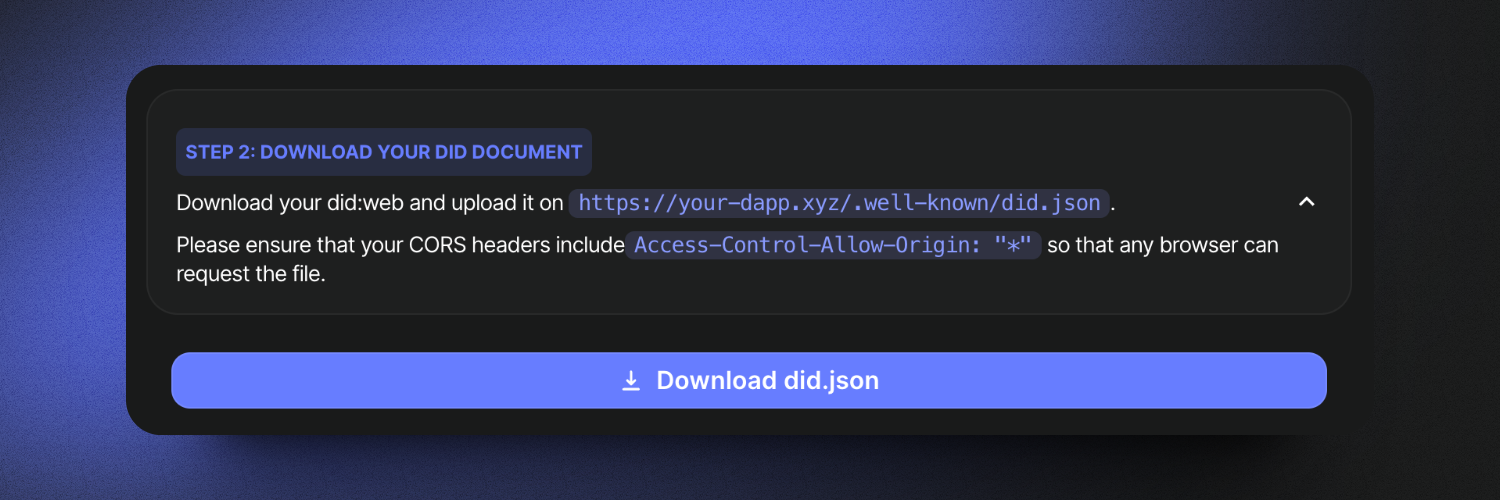 STEP 2: DOWNLOAD YOUR DID DOCUMENT
Download your did:web and upload it on https://your-dapp.xyz/.well-known/did.json.
Please ensure that your CORS headers include Access-Control-Allow-Origin: "*" so that any browser can
request the file.
Download did.json